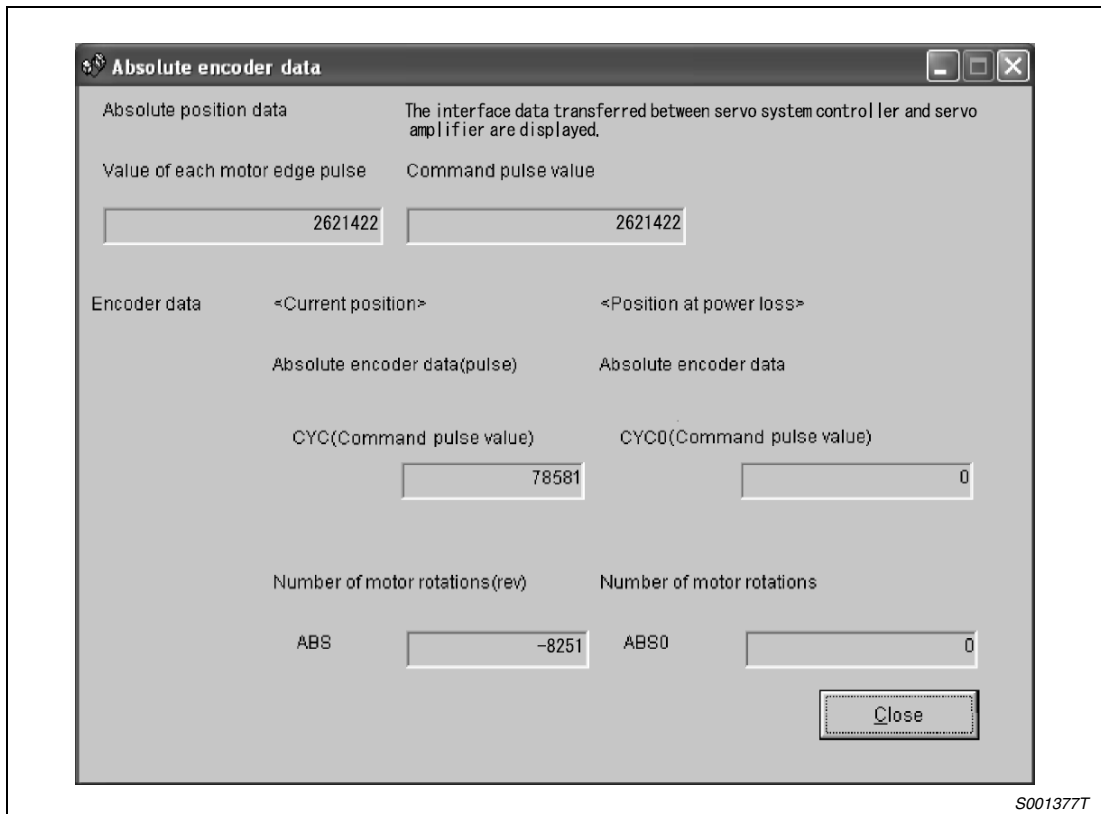 Absolute encoder data
Absolute position data
The interface data transferred between servo system controller and servo
amplifier are displayed.
Value of each motor edge pulse
Command pulse value
2621422
2621422
Encoder data
<Current position>
<Position at power loss>
Absolute encoder data(pulse)
Absolute encoder data
CYC(Command pulse value)
CYC0(Command pulse value)
78581
0
Number of motor rotations(rev)
Number of motor rotations
ABS
-8251
ABS0
0
Close
S001377T